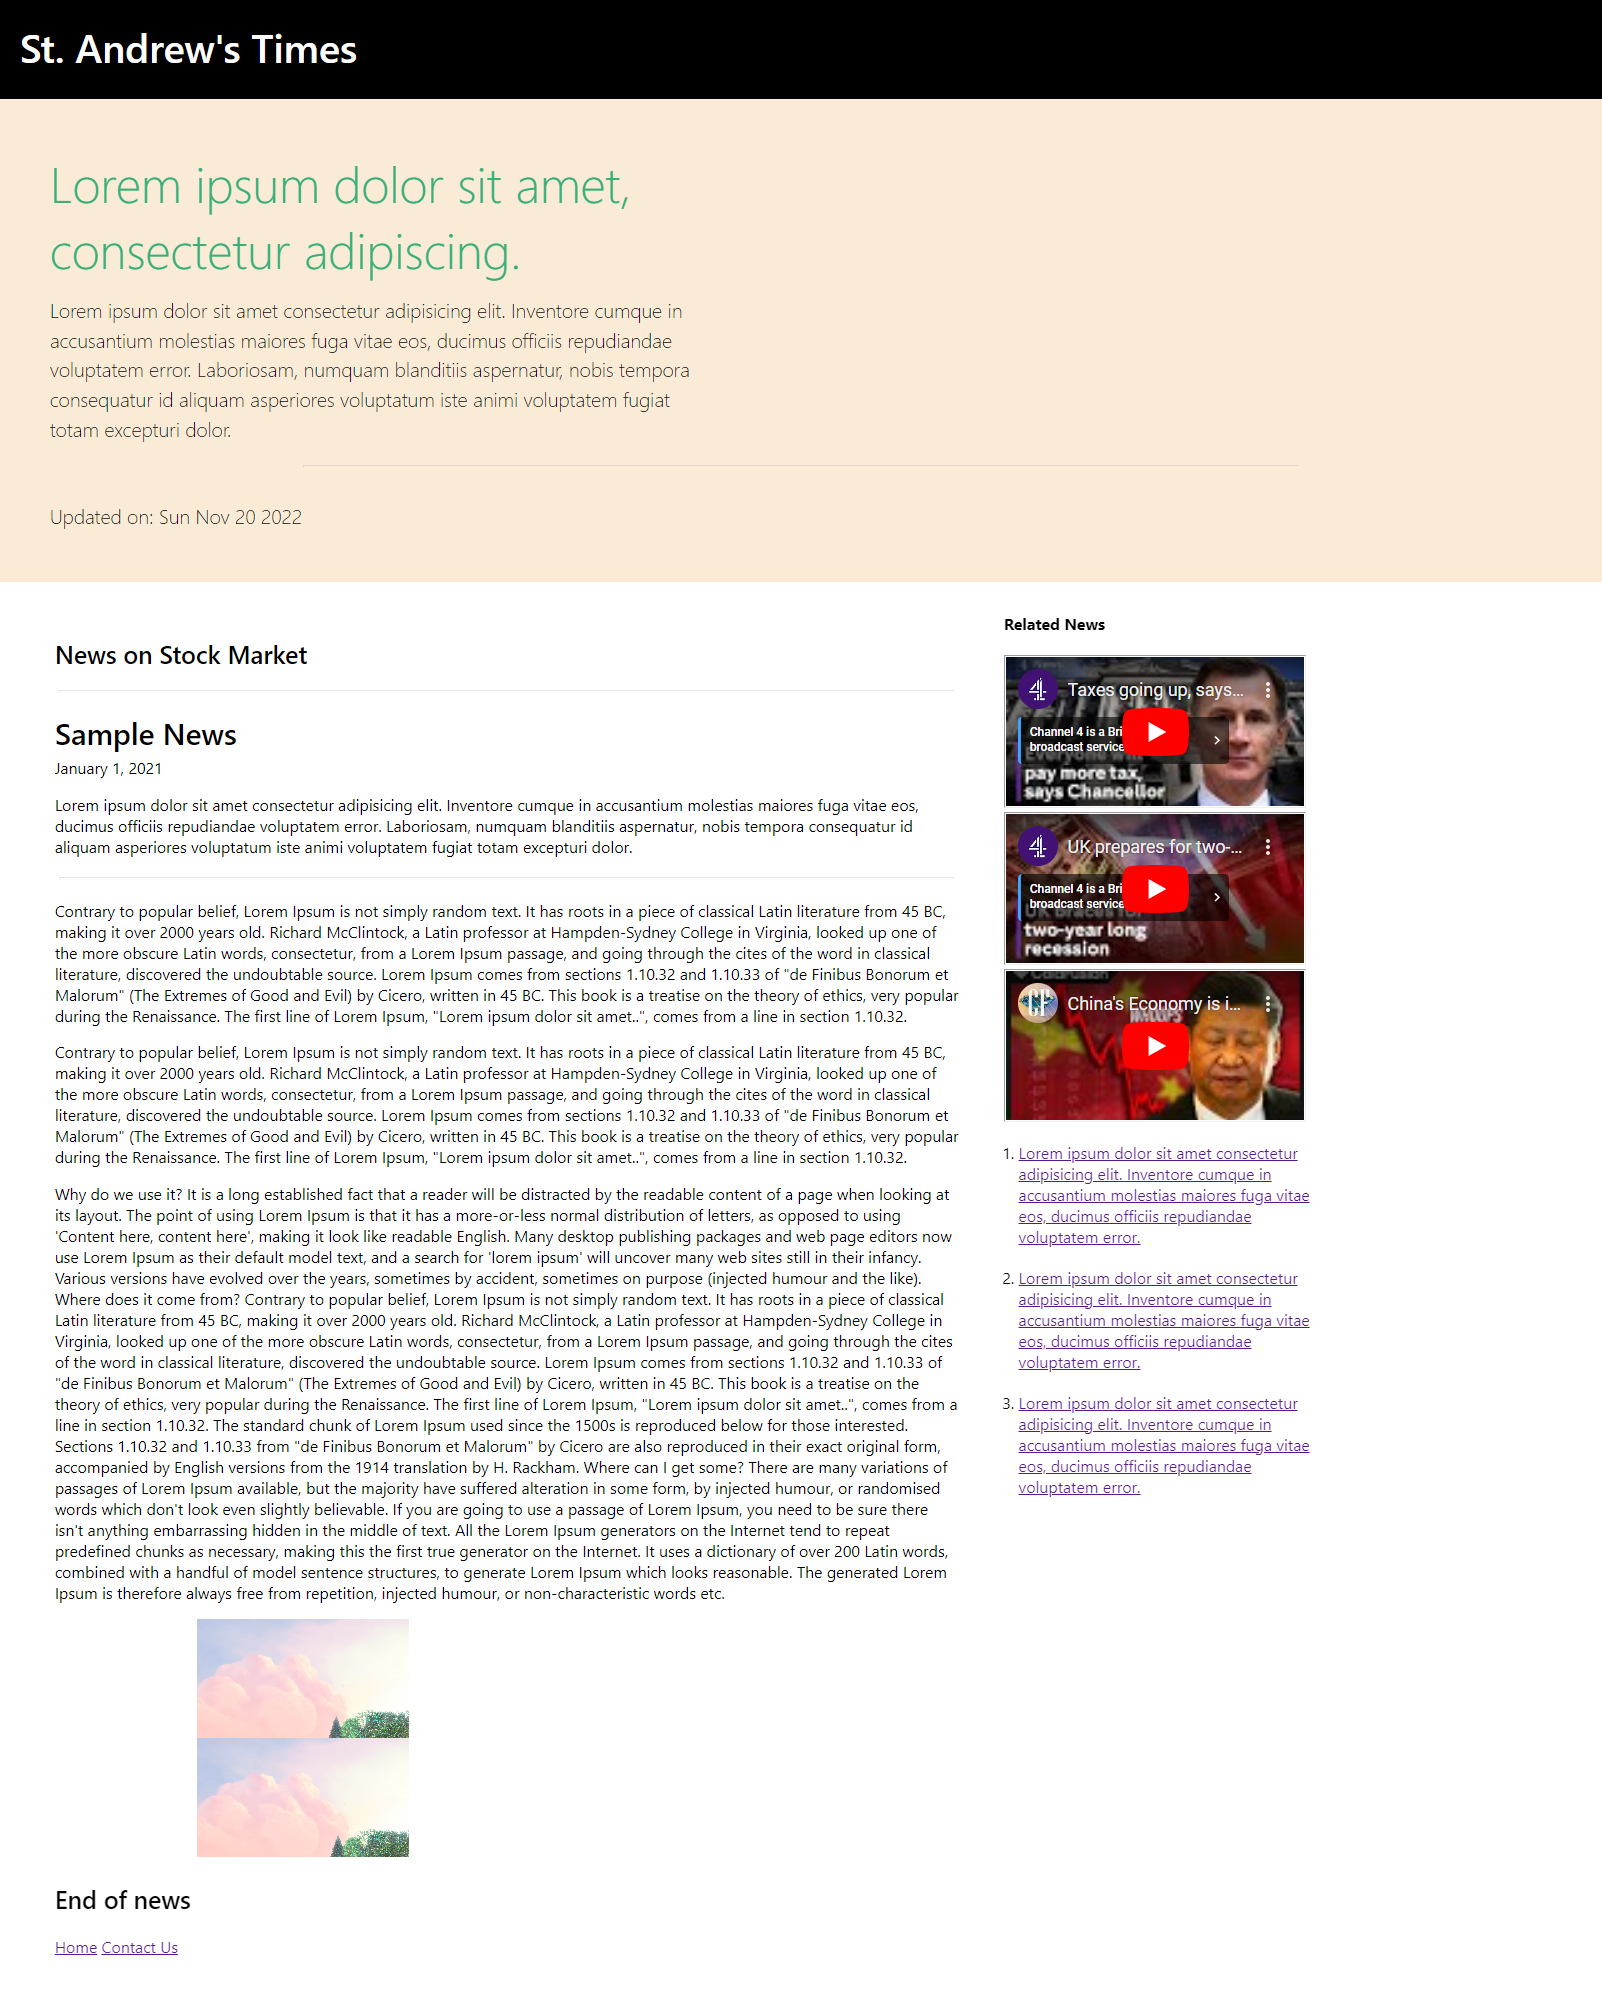 St. Andrew's Times
Lorem ipsum dolor sit amet,
consectetur adipiscing.
Lorem ipsum dolor sit amet consectetur adipisicing elit. Inventore cumque in
accusantium molestias maiores fuga vitae eos, ducimus officiis repudiandae
voluptatem error. Laboriosam, numquam blanditiis aspernatur, nobis tempora
consequatur id aliquam asperiores voluptatum iste animi voluptatem fugiat
totam excepturi dolor.
Updated on: Sun Nov 20 2022
News on Stock Market
Sample News
January 1, 2021
Lorem ipsum dolor sit amet consectetur adipisicing elit. Inventore cumque in accusantium molestias maiores fuga vitae eos,
ducimus officiis repudiandae voluptatem error. Laboriosam, numquam blanditiis aspernatur, nobis tempora consequatur id
aliquam asperiores voluptatum iste animi voluptatem fugiat totam excepturi dolor.
Contrary to popular belief, Lorem Ipsum is not simply random text. It has roots in a piece of classical Latin literature from 45 BC,
making it over 2000 years old. Richard McClintock, a Latin professor at Hampden-Sydney College in Virginia, looked up one of
the more obscure Latin words, consectetur, from a Lorem Ipsum passage, and going through the cites of the word in classical
literature, discovered the undoubtable source. Lorem Ipsum comes from sections 1.10.32 and 1.10.33 of "de Finibus Bonorum et
Malorum" (The Extremes of Good and Evil) by Cicero, written in 45 BC. This book is a treatise on the theory of ethics, very popular
during the Renaissance. The first line of Lorem Ipsum, "Lorem ipsum dolor sit amet..", comes from a line in section 1.10.32.
Contrary to popular belief, Lorem Ipsum is not simply random text. It has roots in a piece of classical Latin literature from 45 BC,
making it over 2000 years old. Richard McClintock, a Latin professor at Hampden-Sydney College in Virginia, looked up one of
the more obscure Latin words, consectetur, from a Lorem Ipsum passage, and going through the cites of the word in classical
literature, discovered the undoubtable source. Lorem Ipsum comes from sections 1.10.32 and 1.10.33 of "de Finibus Bonorum et
Malorum" (The Extremes of Good and Evil) by Cicero, written in 45 BC. This book is a treatise on the theory of ethics, very popular
during the Renaissance. The first line of Lorem Ipsum, "Lorem ipsum dolor sit amet..", comes from a line in section 1.10.32.
Why do we use it? It is a long established fact that a reader will be distracted by the readable content of a page when looking at
its layout. The point of using Lorem Ipsum is that it has a more-or-less normal distribution of letters, as opposed to using
'Content here, content here', making it look like readable English. Many desktop publishing packages and web page editors now
use Lorem Ipsum as their default model text, and a search for 'lorem ipsum' will uncover many web sites still in their infancy.
Various versions have evolved over the years, sometimes by accident, sometimes on purpose (injected humour and the like).
Where does it come from? Contrary to popular belief, Lorem Ipsum is not simply random text. It has roots in a piece of classical
Latin literature from 45 BC, making it over 2000 years old. Richard McClintock, a Latin professor at Hampden-Sydney College in
Virginia, looked up one of the more obscure Latin words, consectetur, from a Lorem Ipsum passage, and going through the cites
of the word in classical literature, discovered the undoubtable source. Lorem Ipsum comes from sections 1.10.32 and 1.10.33 of
"de Finibus Bonorum et Malorum" (The Extremes of Good and Evil) by Cicero, written in 45 BC. This book is a treatise on the
theory of ethics, very popular during the Renaissance. The first line of Lorem Ipsum, "Lorem ipsum dolor sit amet..", comes from a
line in section 1.10.32. The standard chunk of Lorem Ipsum used since the 1500s is reproduced below for those interested.
Sections 1.10.32 and 1.10.33 from "de Finibus Bonorum et Malorum" by Cicero are also reproduced in their exact original form,
accompanied by English versions from the 1914 translation by H. Rackham. Where can I get some? There are many variations of
passages of Lorem Ipsum available, but the majority have suffered alteration in some form, by injected humour, or randomised
words which don't look even slightly believable. If you are going to use a passage of Lorem Ipsum, you need to be sure there
isn't anything embarrassing hidden in the middle of text. All the Lorem Ipsum generators on the Internet tend to repeat
predefined chunks as necessary, making this the first true generator on the Internet. It uses a dictionary of over 200 Latin words,
combined with a handful of model sentence structures, to generate Lorem Ipsum which looks reasonable. The generated Lorem
Ipsum is therefore always free from repetition, injected humour, or non-characteristic words etc.
End of news
Home Contact Us
Related News
Taxes going up, says...
Channel 4 is a Bri
broadcast service
pay more tax,
says Chancellor
UK prepares for two-...
Channel 4 is a Bri
broadcast service
UK braces for
two-year long
recession
China's Economy is i...
1. Lorem ipsum dolor sit amet consectetur
adipisicing elit. Inventore cumque in
accusantium molestias maiores fuga vitae
eos, ducimus officiis repudiandae
voluptatem error.
2. Lorem ipsum dolor sit amet consectetur
adipisicing elit. Inventore cumque in
accusantium molestias maiores fuga vitae
eos, ducimus officiis repudiandae
voluptatem error.
3. Lorem ipsum dolor sit amet consectetur
adipisicing elit. Inventore cumque in
accusantium molestias maiores fuga vitae
eos, ducimus officiis repudiandae
voluptatem error.